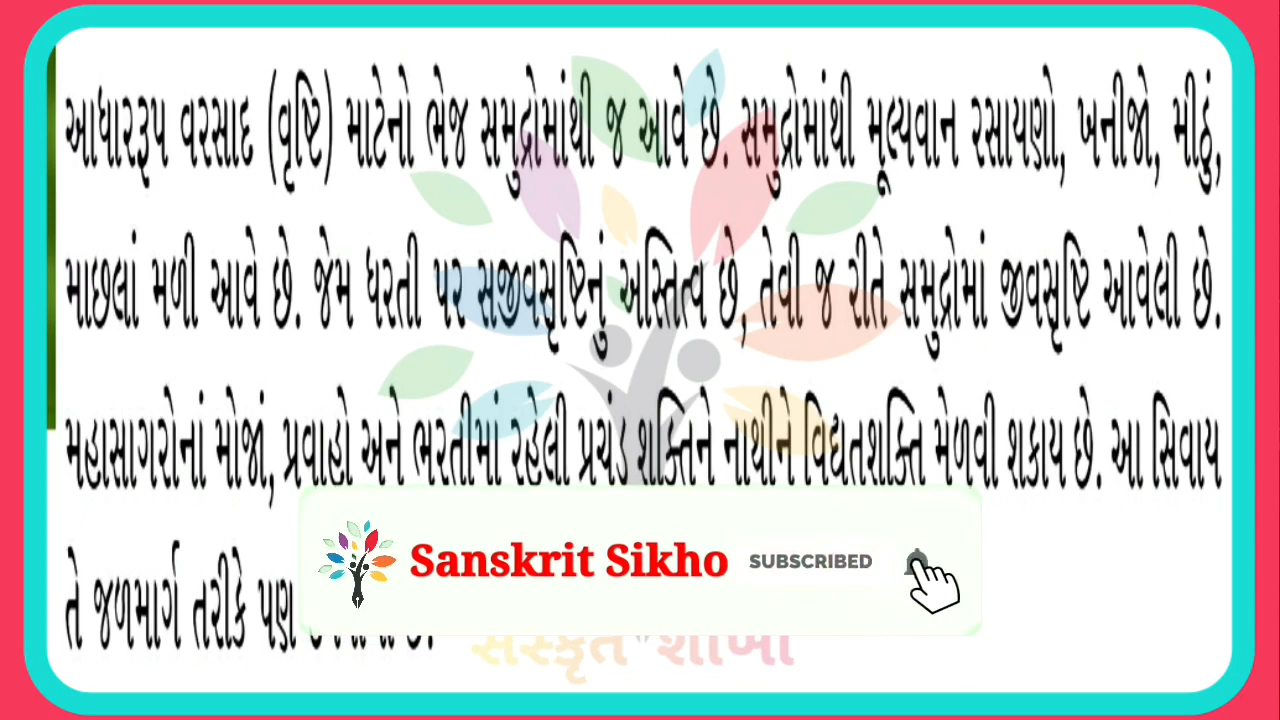 આધારરૂપ વરસાદ (વૃષ્ટિ) માટેનો ભેજ સમુદ્રોમાંથી જ આવે છે. સમુદ્રોમાંથી મૂલ્યવાન રસાયણો, ખનીજો, મીઠું,
માછલાં મળી આવે છે. જેમ ધરતી પર સજીવસૃષ્ટિનું અસ્તિત્વ છે, તેવી જ રીતે સમુદ્રોમાં જીવસૃષ્ટિ આવેલી છે.
મહાસાગરોનાં મોજાં, પ્રવાહો અને ભરતીમાં રહેલી પ્રચંડ શક્તિને નાથીને વિદ્યુતશક્તિ મેળવી શકાય છે. આ સિવાય
તે જળમાર્ગ તરીકે પણ
Sanskrit Sikho SUBSCRIBED
સંસ્કૃત શીખો